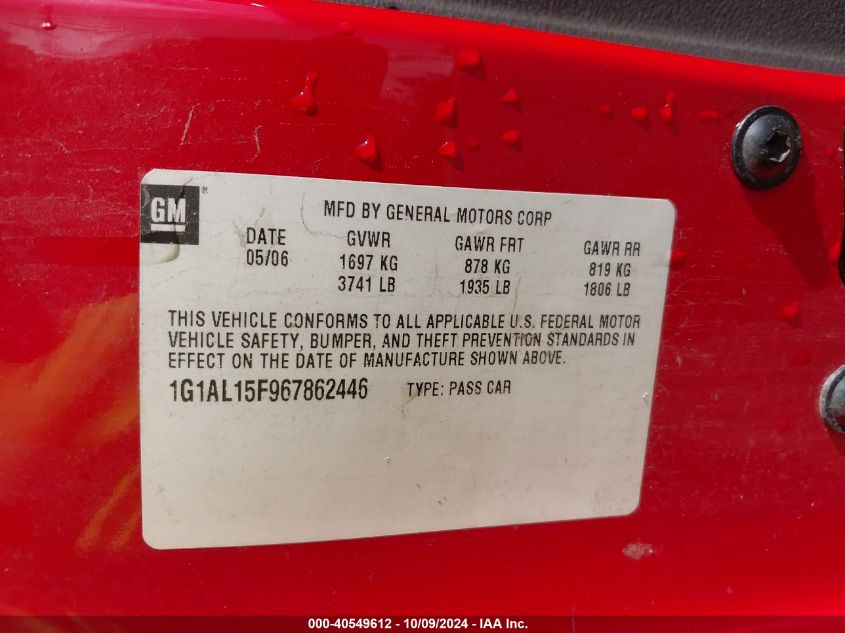 GM®
MFD BY GENERAL MOTORS CORP
DATE GVWR GAWR FRT GAWR RR
05/06 1697 KG 878 KG 819 KG
3741 LB 1935 LB 1806 LB
THIS VEHICLE CONFORMS TO ALL APPLICABLE U.S. FEDERAL MOTOR
VEHICLE SAFETY, BUMPER, AND THEFT PREVENTION STANDARDS IN
EFFECT ON THE DATE OF MANUFACTURE SHOWN ABOVE.
1G1AL15F967862446 TYPE: PASS CAR
000-40549612 - 10/09/2024 - IAA Inc.